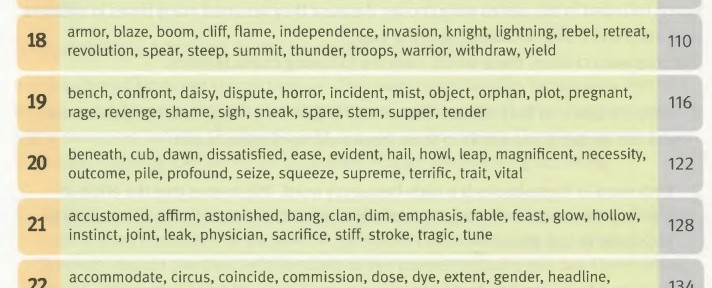 18 armor, blaze, boom, cliff, flame, independence, invasion, knight, lightning, rebel, retreat, 110
revolution, spear, steep, summit, thunder, troops, warrior, withdraw, yield
19 bench, confront, daisy, dispute, horror, incident, mist, object, orphan, plot, pregnant, 116
rage, revenge, shame, sigh, sneak, spare, stem, supper, tender
20 beneath, cub, dawn, dissatisfied, ease, evident, hail, howl, leap, magnificent, necessity, 122
outcome, pile, profound, seize, squeeze, supreme, terrific, trait, vital
21 accustomed, affirm, astonished, bang, clan, dim, emphasis, fable, feast, glow, hollow, 128
instinct, joint, leak, physician, sacrifice, stiff, stroke, tragic, tune
22 accommodate, circus, coincide, commission, dose, dye, extent, gender, headline, 134